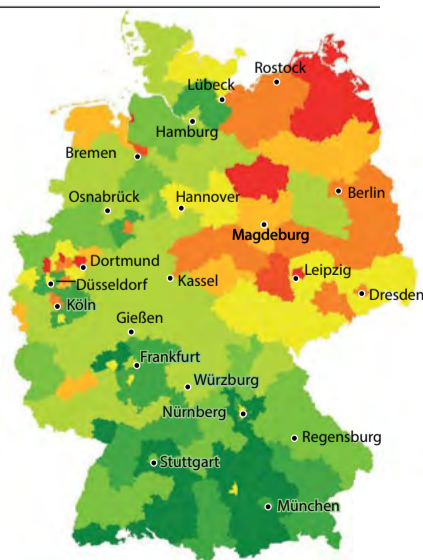 Rostock
Lübeck
Hamburg
Bremen
Berlin
Osnabrück
Hannover
Magdeburg
Dortmund
Leipzig
Düsseldorf
Kassel
Dresden
Köln
Gießen
Frankfurt
Würzburg
Nürnberg
Regensburg
Stuttgart
München